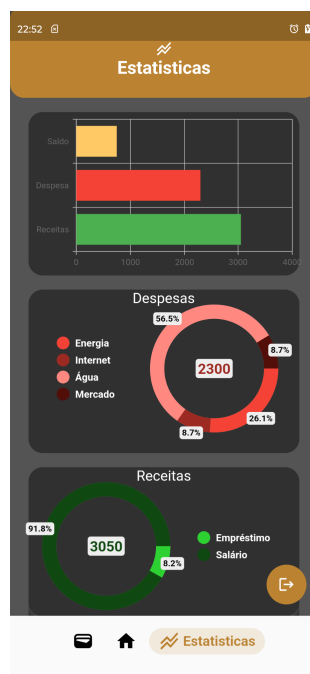 22:52
Estatisticas
Saldo
Despesa
Receitas
0 1000 2000 3000 4000
Despesas
56.5%
Energia
Internet
Água
Mercado
2300
8.7%
26.1%
8.7%
Receitas
91.8%
3050
8.2%
Empréstimo
Salário
Estatisticas